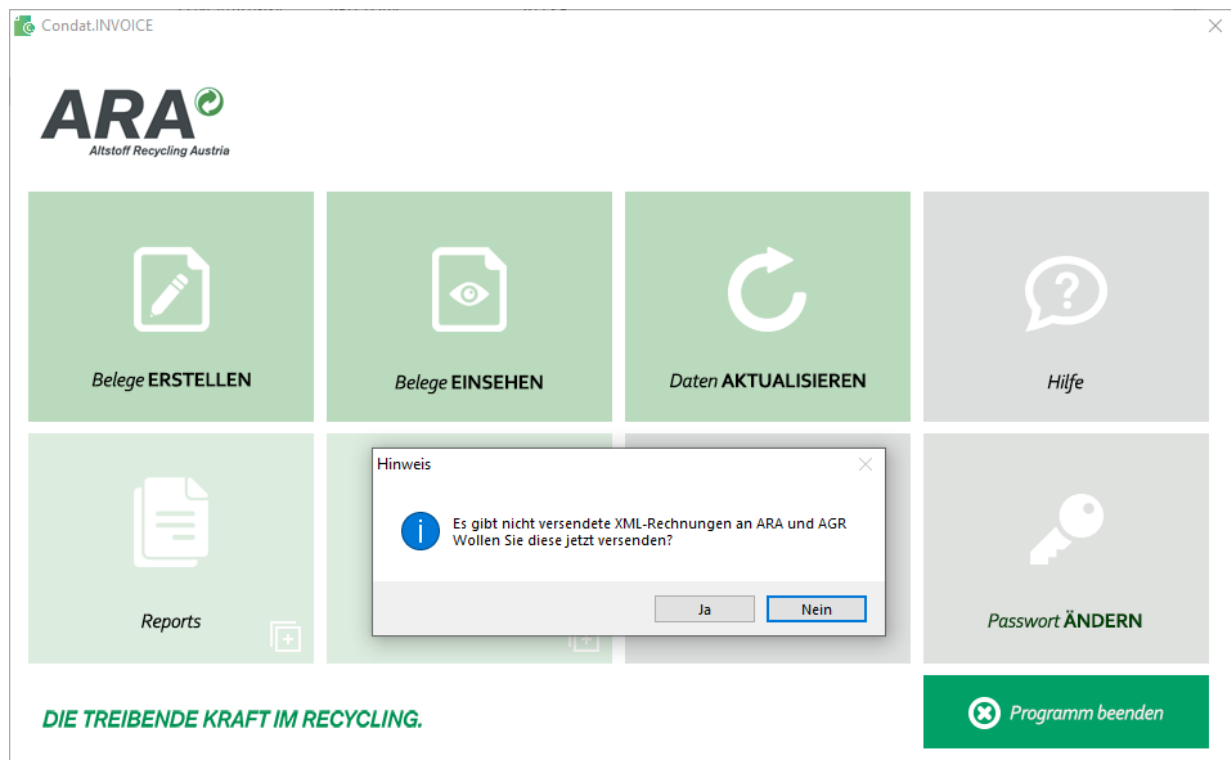 Condat.INVOICE
ARA
Altstoff Recycling Austria
Belege ERSTELLEN
Belege EINSEHEN
Daten AKTUALISIEREN
Hilfe
Hinweis
Es gibt nicht versendete XML-Rechnungen an ARA und AGR
Wollen Sie diese jetzt versenden?
Ja
Nein
Reports
Passwort ÄNDERN
DIE TREIBENDE KRAFT IM RECYCLING.
Programm beenden